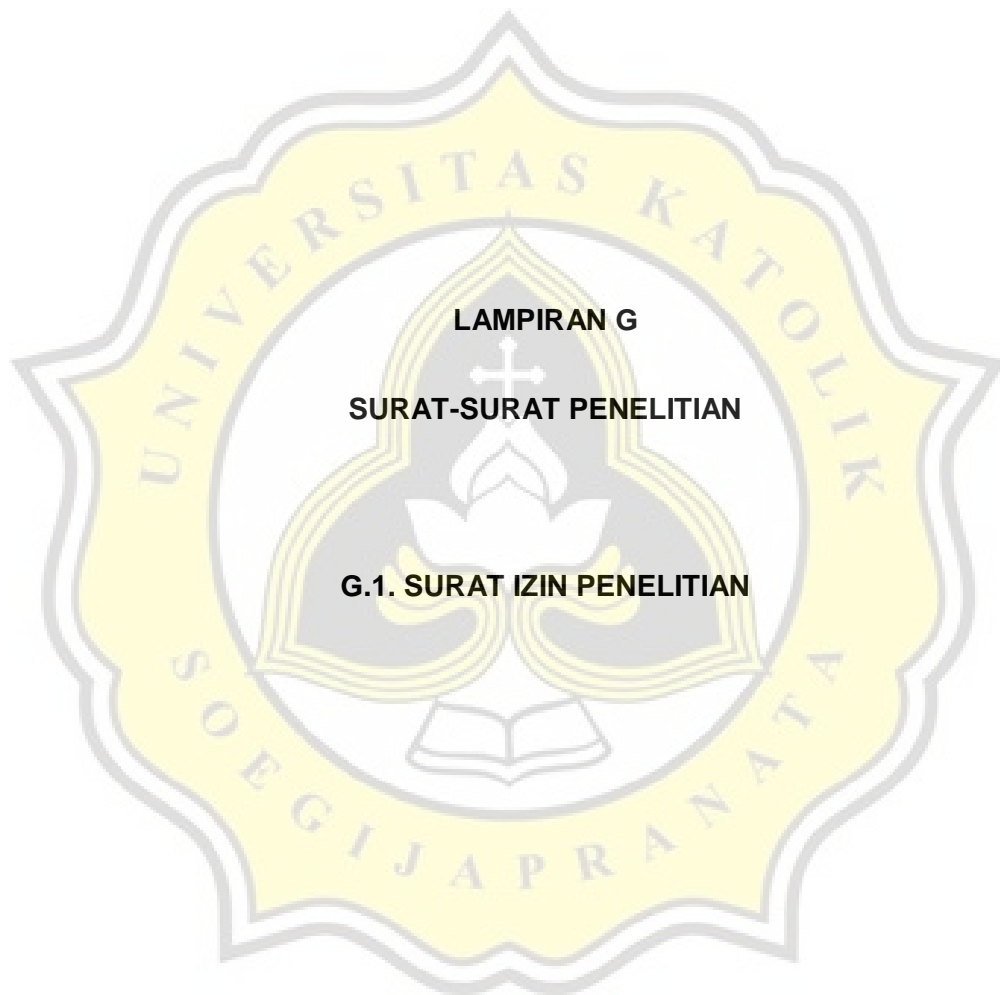 UNIVERSITAS KATOLIK
LAMPIRAN G
SURAT-SURAT PENELITIAN
G.1. SURAT IZIN PENELITIAN
SOEGIJAPRANATA